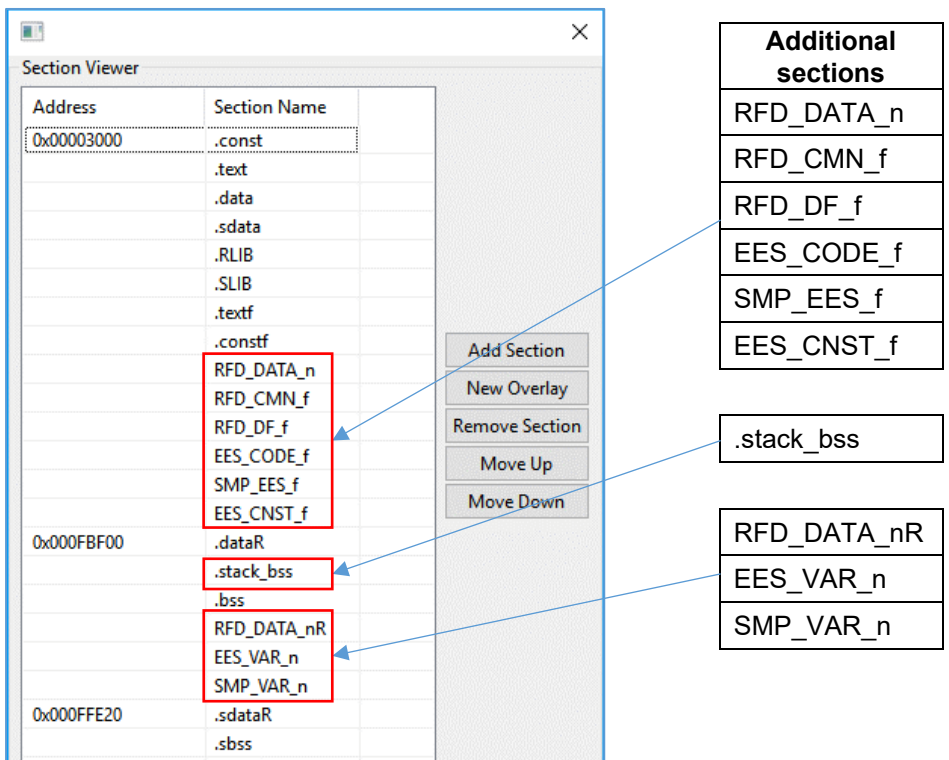 Section Viewer
Address Section Name
0x00003000 .const
.text
.data
.sdata
.RLIB
.SLIB
.textf
.constf
RFD_DATA_n
RFD_CMN_f
RFD_DF_f
EES_CODE_f
SMP_EES_f
EES_CNST_f
0x000FBF00 .dataR
.stack_bss
.bss
RFD_DATA_nR
EES_VAR_n
SMP_VAR_n
0x000FFE20 .sdataR
.sbss
Add Section
New Overlay
Remove Section
Move Up
Move Down
Additional
sections
RFD_DATA_n
RFD_CMN_f
RFD_DF_f
EES_CODE_f
SMP_EES_f
EES_CNST_f
.stack_bss
RFD_DATA_nR
EES_VAR_n
SMP_VAR_n